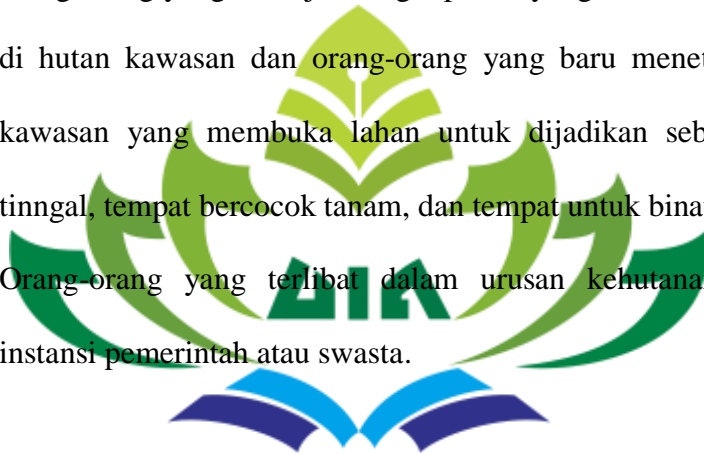 di hutan kawasan dan orang-orang yang baru menet
kawasan yang membuka lahan untuk dijadikan seb
tinngal, tempat bercocok tanam, dan tempat untuk bina
Orang-orang yang terlibat dalam urusan kehutana
instansi pemerintah atau swasta.